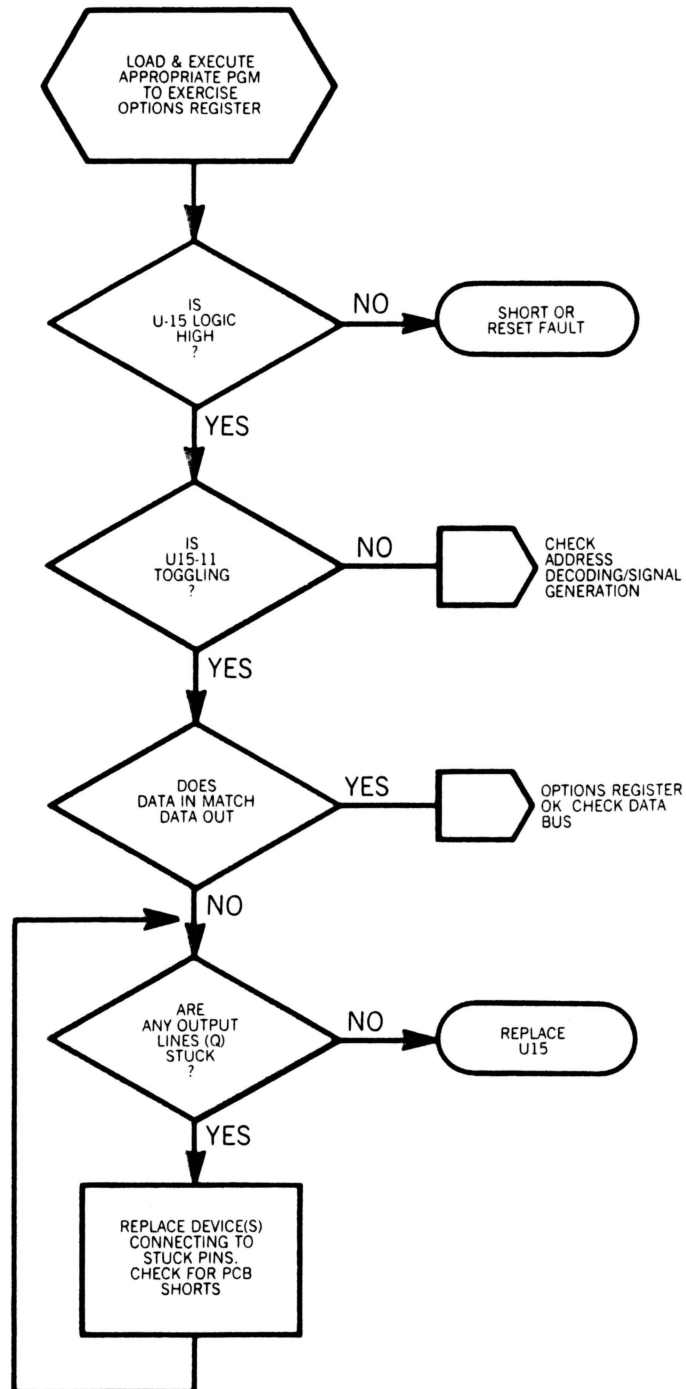 LOAD & EXECUTE
APPROPRIATE PGM
TO EXERCISE
OPTIONS REGISTER
IS
U-15 LOGIC
HIGH
?
NO
SHORT OR
RESET FAULT
YES
IS
U15-11
TOGGLING
?
NO
CHECK
ADDRESS
DECODING/SIGNAL
GENERATION
YES
DOES
DATA IN MATCH
DATA OUT
YES
OPTIONS REGISTER
OK CHECK DATA
BUS
NO
ARE
ANY OUTPUT
LINES (Q)
STUCK
?
NO
REPLACE
U15
YES
REPLACE DEVICE(S)
CONNECTING TO
STUCK PINS.
CHECK FOR PCB
SHORTS